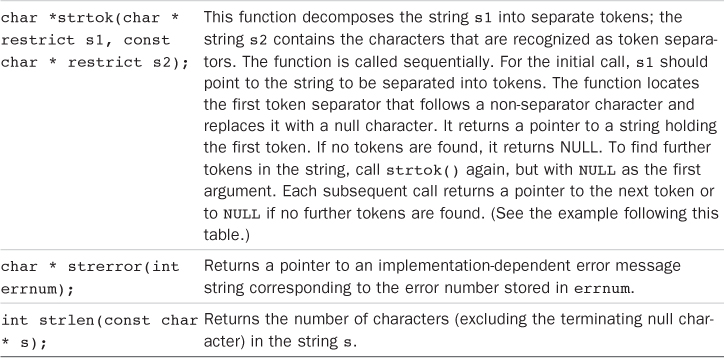 char *strtok(char *
restrict s1, const
char * restrict s2);
This function decomposes the string s1 into separate tokens; the
string s2 contains the characters that are recognized as token separa-
tors. The function is called sequentially. For the initial call, s1 should
point to the string to be separated into tokens. The function locates
the first token separator that follows a non-separator character and
replaces it with a null character. It returns a pointer to a string holding
the first token. If no tokens are found, it returns NULL. To find further
tokens in the string, call strtok() again, but with NULL as the first
argument. Each subsequent call returns a pointer to the next token or
to NULL if no further tokens are found. (See the example following this
table.)
char * strerror(int
errnum);
Returns a pointer to an implementation-dependent error message
string corresponding to the error number stored in errnum.
int strlen(const char
* s);
Returns the number of characters (excluding the terminating null char-
acter) in the string s.